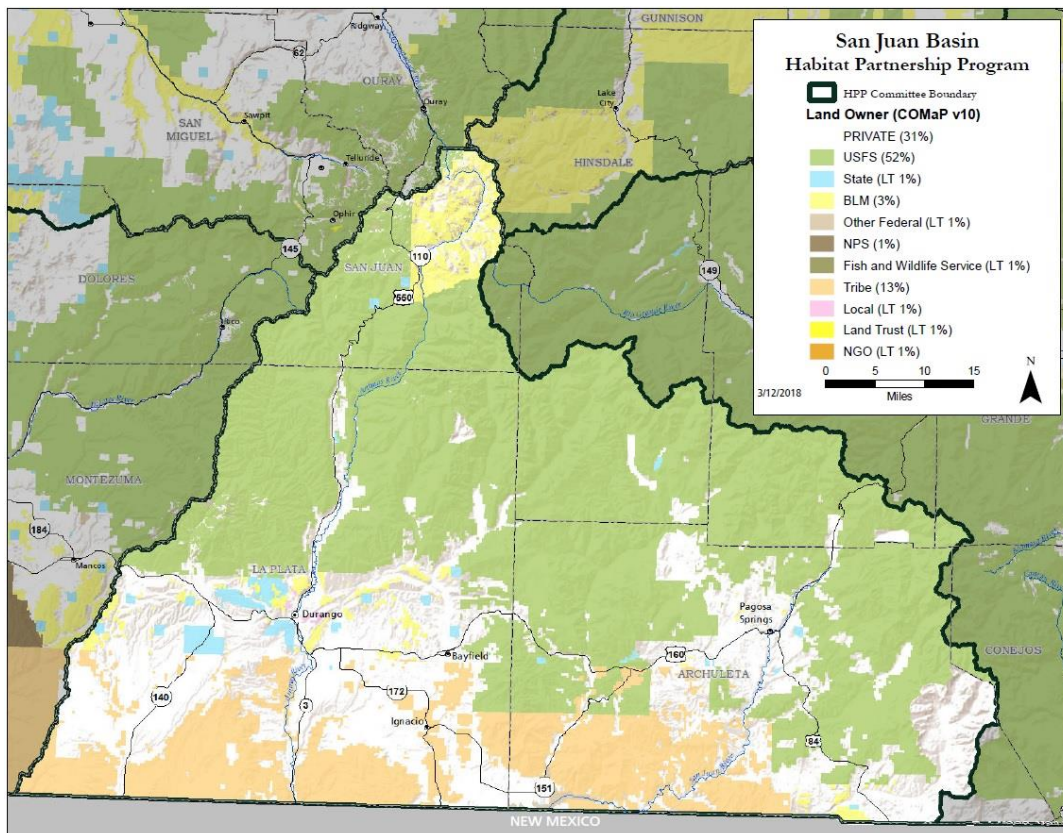 GUNNISON
Ridgway
62
OURAY
Lake
City
Ouray
SAN
MIGUEL
Sawpit
HINSDALE
Telluride
Ophir
145
SAN JUAN
110
149
DOLORES
550
Rico
Animas River
MONTEZUMA
GRANDE
184
Mancos
LA PLATA
Durango
Pagosa
Springs
CONEJOS
Bayfield
160
ARCHULETA
140
172
3
Ignacio
84
151
NEW MEXICO
San Juan Basin
Habitat Partnership Program
HPP Committee Boundary
Land Owner (COMaP v10)
PRIVATE (31%)
USFS (52%)
State (LT 1%)
BLM (3%)
Other Federal (LT 1%)
NPS (1%)
Fish and Wildlife Service (LT 1%)
Tribe (13%)
Local (LT 1%)
Land Trust (LT 1%)
NGO (LT 1%)
N
0 5 10 15
Miles
3/12/2018